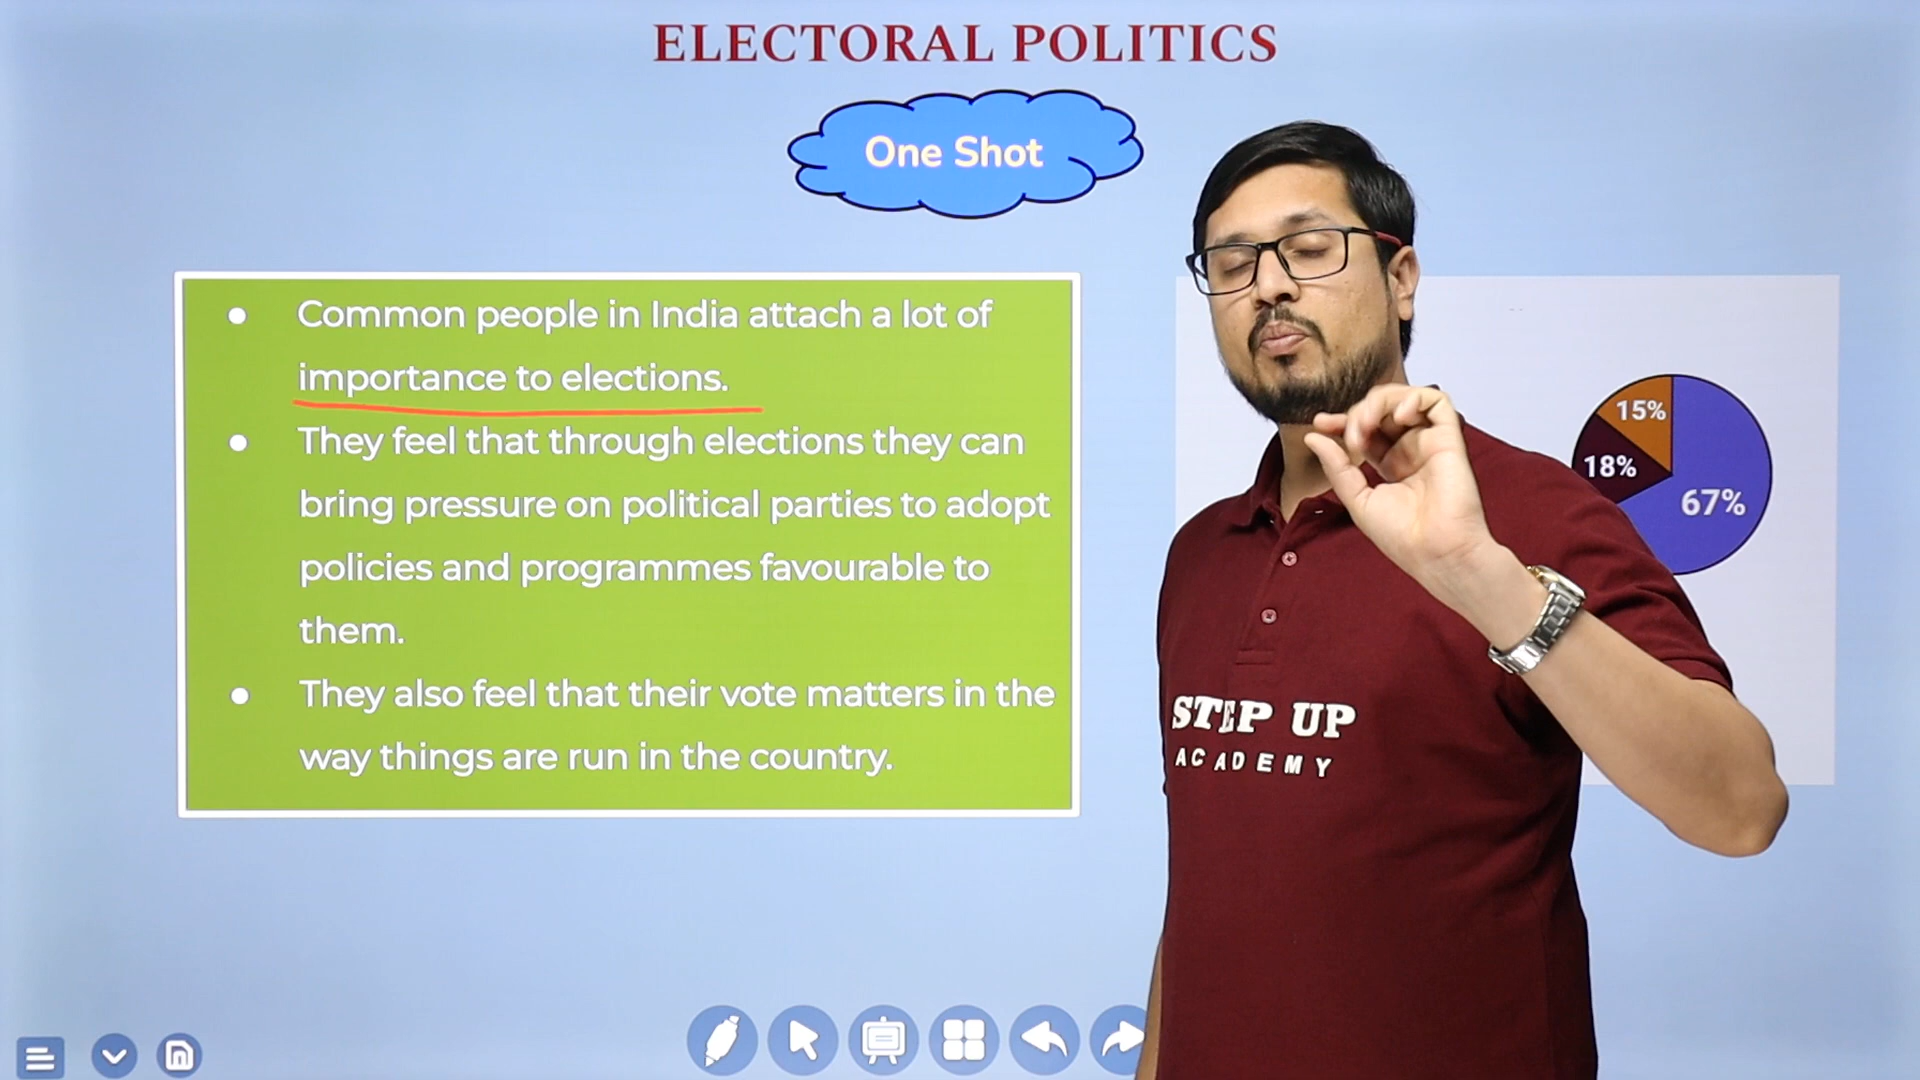 ELECTORAL POLITICS
One Shot
Common people in India attach a lot of
importance to elections.
They feel that through elections they can
bring pressure on political parties to adopt
policies and programmes favourable to
them.
They also feel that their vote matters in the
way things are run in the country.
15%
18%
67%
STEP UP
ACADEMY